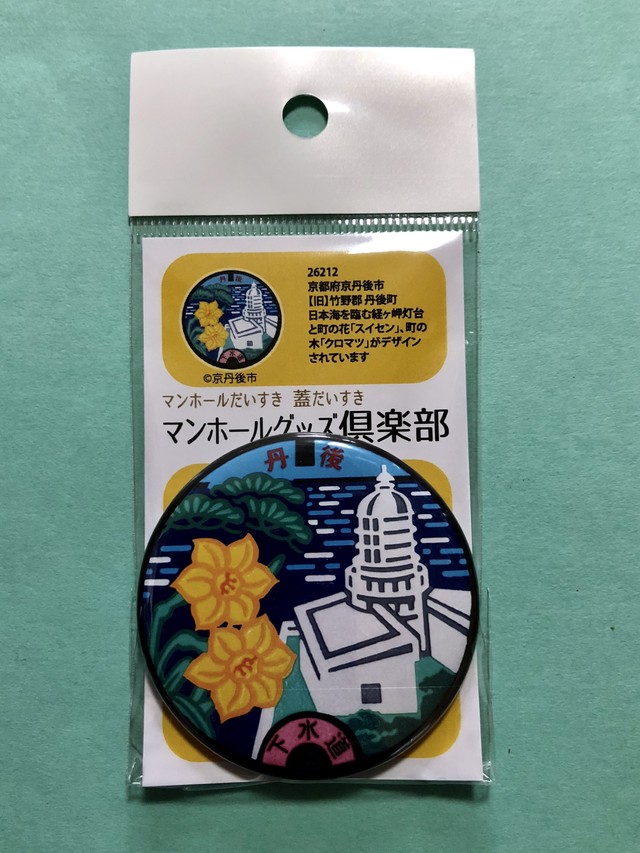 26212
京都府京丹後市
【旧】竹野郡 丹後町
日本海を臨む経ヶ岬灯台
と町の花「スイセン」、町の
木「クロマツ」がデザイン
されています
丹 後
©京丹後市
マンホールだいすき 蓋だいすき
マンホールグッズ倶楽部
丹 後
下水道